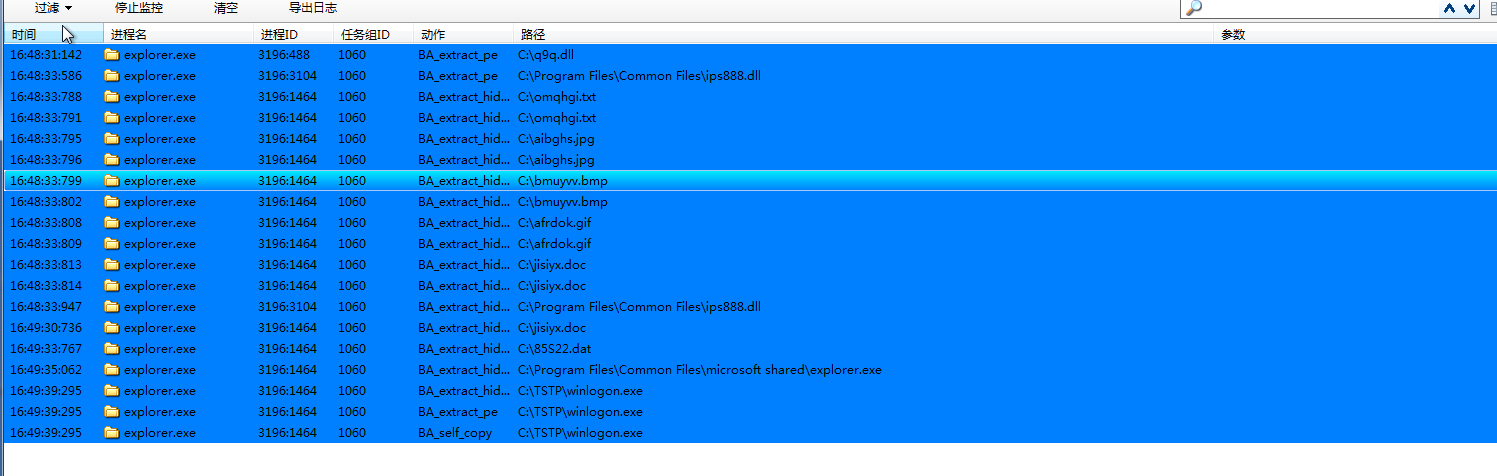 过滤 停止监控 清空 导出日志
时间 进程名 进程ID 任务组ID 动作 路径 参数
16:48:31:142 explorer.exe 3196:488 1060 BA_extract_pe C:\q9q.dll
16:48:33:586 explorer.exe 3196:3104 1060 BA_extract_pe C:\Program Files\Common Files\ips888.dll
16:48:33:788 explorer.exe 3196:1464 1060 BA_extract_hid... C:\omqhgi.txt
16:48:33:791 explorer.exe 3196:1464 1060 BA_extract_hid... C:\omqhgi.txt
16:48:33:795 explorer.exe 3196:1464 1060 BA_extract_hid... C:\aibghs.jpg
16:48:33:796 explorer.exe 3196:1464 1060 BA_extract_hid... C:\aibghs.jpg
16:48:33:799 explorer.exe 3196:1464 1060 BA_extract_hid... C:\bmuyvv.bmp
16:48:33:802 explorer.exe 3196:1464 1060 BA_extract_hid... C:\bmuyvv.bmp
16:48:33:808 explorer.exe 3196:1464 1060 BA_extract_hid... C:\afrdok.gif
16:48:33:809 explorer.exe 3196:1464 1060 BA_extract_hid... C:\afrdok.gif
16:48:33:813 explorer.exe 3196:1464 1060 BA_extract_hid... C:\jisiyx.doc
16:48:33:814 explorer.exe 3196:1464 1060 BA_extract_hid... C:\jisiyx.doc
16:48:33:947 explorer.exe 3196:3104 1060 BA_extract_hid... C:\Program Files\Common Files\ips888.dll
16:49:30:736 explorer.exe 3196:1464 1060 BA_extract_hid... C:\jisiyx.doc
16:49:33:767 explorer.exe 3196:1464 1060 BA_extract_hid... C:\85S22.dat
16:49:35:062 explorer.exe 3196:1464 1060 BA_extract_hid... C:\Program Files\Common Files\microsoft shared\explorer.exe
16:49:39:295 explorer.exe 3196:1464 1060 BA_extract_hid... C:\TSTP\winlogon.exe
16:49:39:295 explorer.exe 3196:1464 1060 BA_extract_pe C:\TSTP\winlogon.exe
16:49:39:295 explorer.exe 3196:1464 1060 BA_self_copy C:\TSTP\winlogon.exe